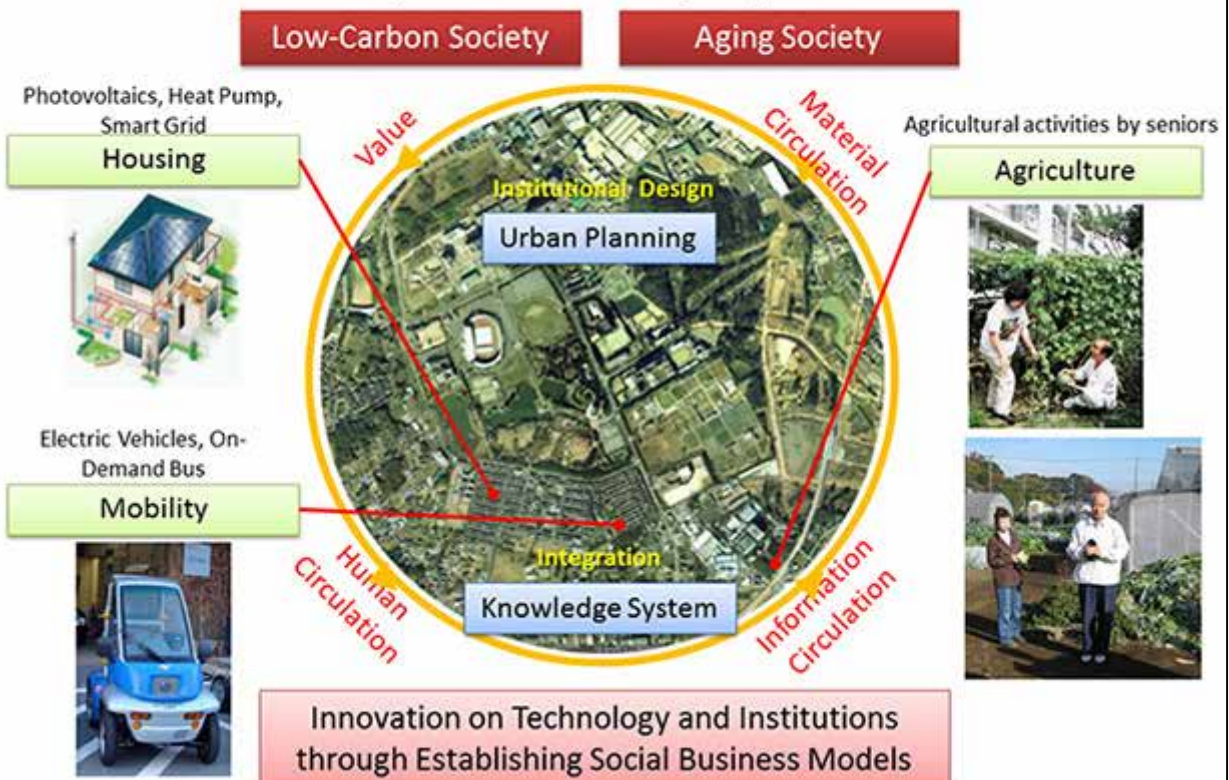 Low-Carbon Society
Aging Society
Photovoltaics, Heat Pump,
Smart Grid
Housing
Value
Material
Circulation
Agricultural activities by seniors
Agriculture
Institutional Design
Urban Planning
Electric Vehicles, On-
Demand Bus
Mobility
Human
Circulation
Integration
Knowledge System
Information
Circulation
Innovation on Technology and Institutions
through Establishing Social Business Models